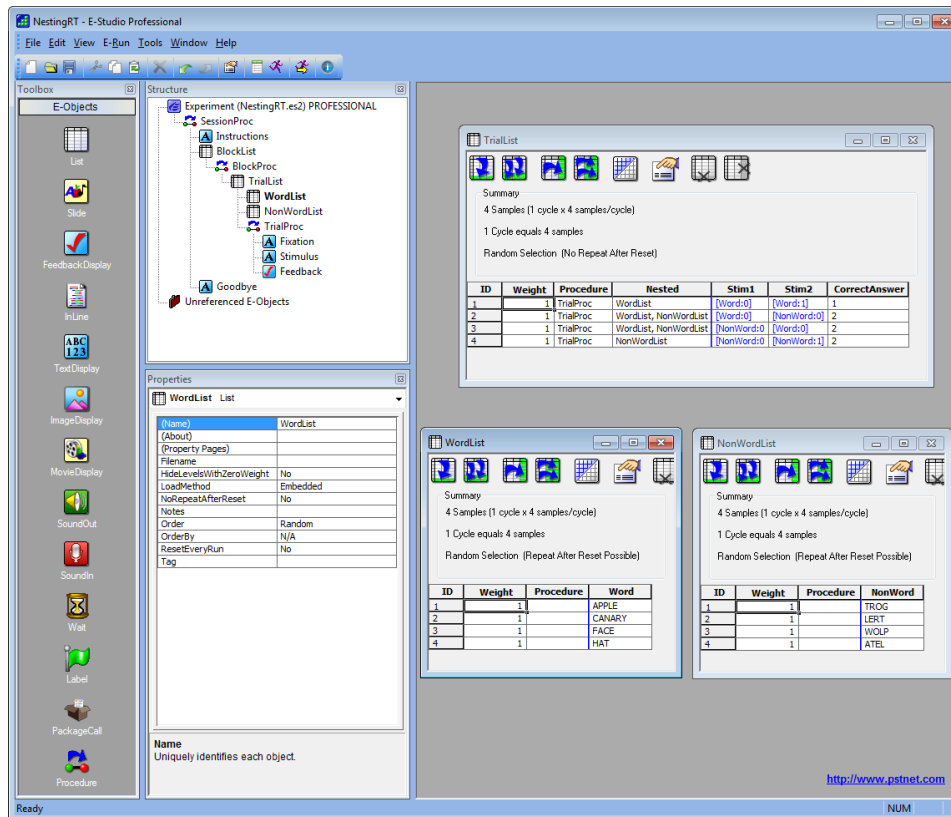 NestingRT - E-Studio Professional
File Edit View E-Run Tools Window Help
Toolbox
E-Objects
List
Slide
FeedbackDisplay
InLine
ABC
123
TextDisplay
ImageDisplay
MovieDisplay
SoundOut
SoundIn
Wait
Label
PackageCall
Procedure
Structure
Experiment (NestingRT.es2) PROFESSIONAL
SessionProc
A Instructions
BlockList
BlockProc
TrialList
WordList
NonWordList
TrialProc
A Fixation
A Stimulus
Feedback
A Goodbye
Unreferenced E-Objects
Properties
WordList List
(Name) WordList
(About)
(Property Pages)
Filename
HideLevelsWithZeroWeight No
LoadMethod Embedded
NoRepeatAfterReset No
Notes
Order Random
OrderBy N/A
ResetEveryRun No
Tag
Name
Uniquely identifies each object.
TrialList
Summary
4 Samples (1 cycle x 4 samples/cycle)
1 Cycle equals 4 samples
Random Selection (No Repeat After Reset)
ID Weight Procedure Nested Stim1 Stim2 CorrectAnswer
1 1 TrialProc WordList [Word:0] [Word:1] 1
2 1 TrialProc WordList, NonWordList [Word:0] [NonWord:0] 2
3 1 TrialProc WordList, NonWordList [NonWord:0 [Word:0] 2
4 1 TrialProc NonWordList [NonWord:0 [NonWord:1] 2
WordList
Summary
4 Samples (1 cycle x 4 samples/cycle)
1 Cycle equals 4 samples
Random Selection (Repeat After Reset Possible)
ID Weight Procedure Word
1 1 APPLE
2 1 CANARY
3 1 FACE
4 1 HAT
NonWordList
Summary
4 Samples (1 cycle x 4 samples/cycle)
1 Cycle equals 4 samples
Random Selection (Repeat After Reset Possible)
ID Weight Procedure NonWord
1 1 TROG
2 1 LERT
3 1 WOLP
4 1 ATEL
http://www.pstnet.com
Ready NUM